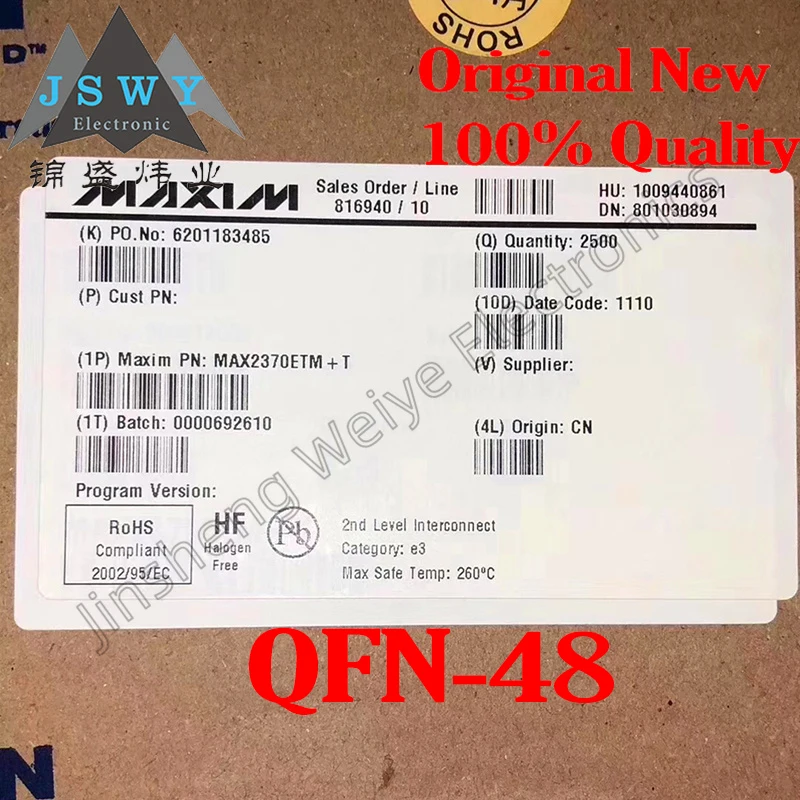 D™
ROHS
Original New
100% Quality
JSWY
Electronic
锦盛炜业
MAXIM
Sales Order / Line
816940 / 10
HU: 1009440861
DN: 801030894
(K) PO.No: 6201183485
(Q) Quantity: 2500
(P) Cust PN:
(10D) Date Code: 1110
(1P) Maxim PN: MAX2370ETM+T
(V) Supplier:
(1T) Batch: 0000692610
(4L) Origin: CN
Program Version:
RoHS
Compliant
2002/95/EC
HF
Halogen
Free
Pb
2nd Level Interconnect
Category: e3
Max Safe Temp: 260ºC
Jinsheng Weiye Electronics
QFN-48
N